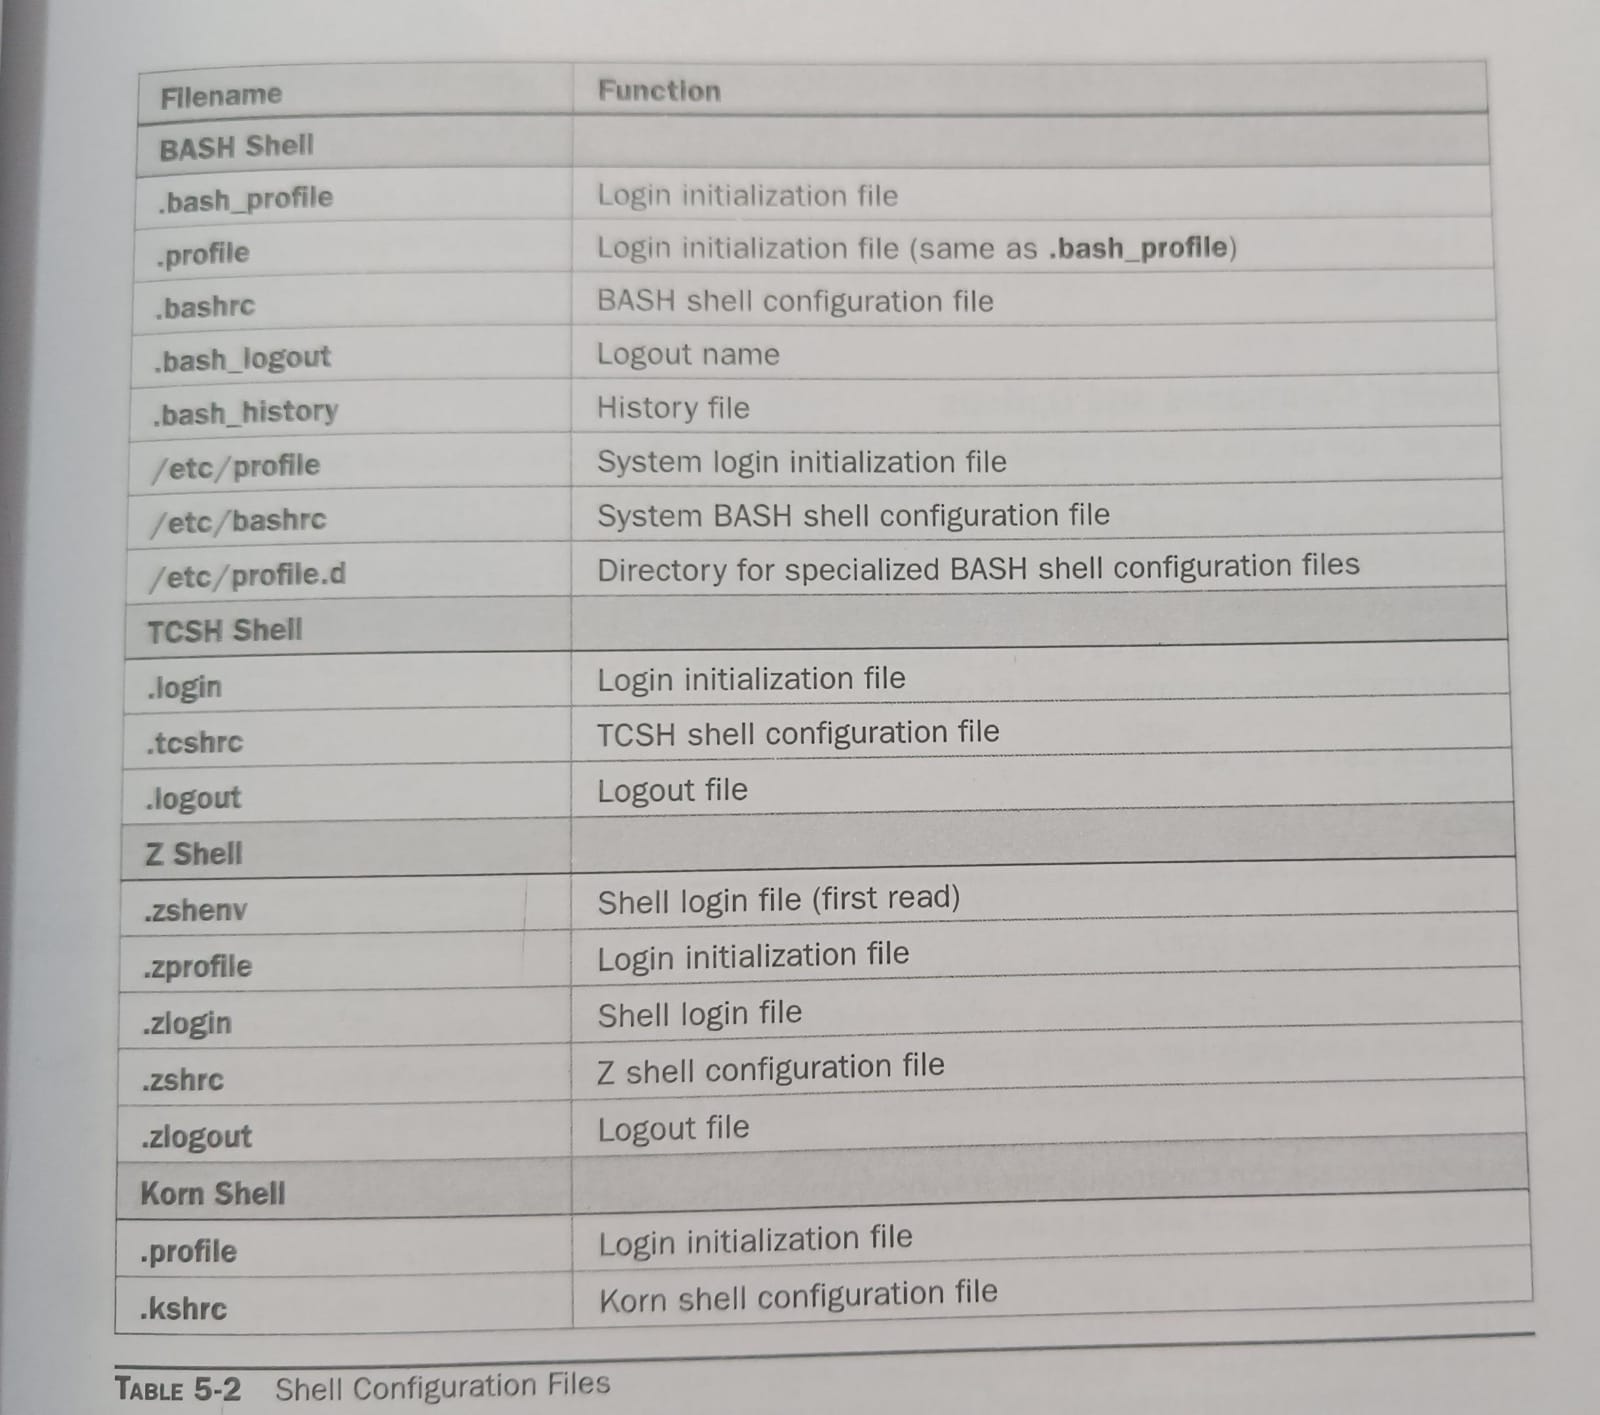 Filename Function
BASH Shell
.bash_profile Login initialization file
.profile Login initialization file (same as .bash_profile)
.bashrc BASH shell configuration file
.bash_logout Logout name
.bash_history History file
/etc/profile System login initialization file
/etc/bashrc System BASH shell configuration file
/etc/profile.d Directory for specialized BASH shell configuration files
TCSH Shell
.login Login initialization file
.tcshrc TCSH shell configuration file
.logout Logout file
Z Shell
.zshenv Shell login file (first read)
.zprofile Login initialization file
.zlogin Shell login file
.zshrc Z shell configuration file
.zlogout Logout file
Korn Shell
.profile Login initialization file
.kshrc Korn shell configuration file
TABLE 5-2 Shell Configuration Files